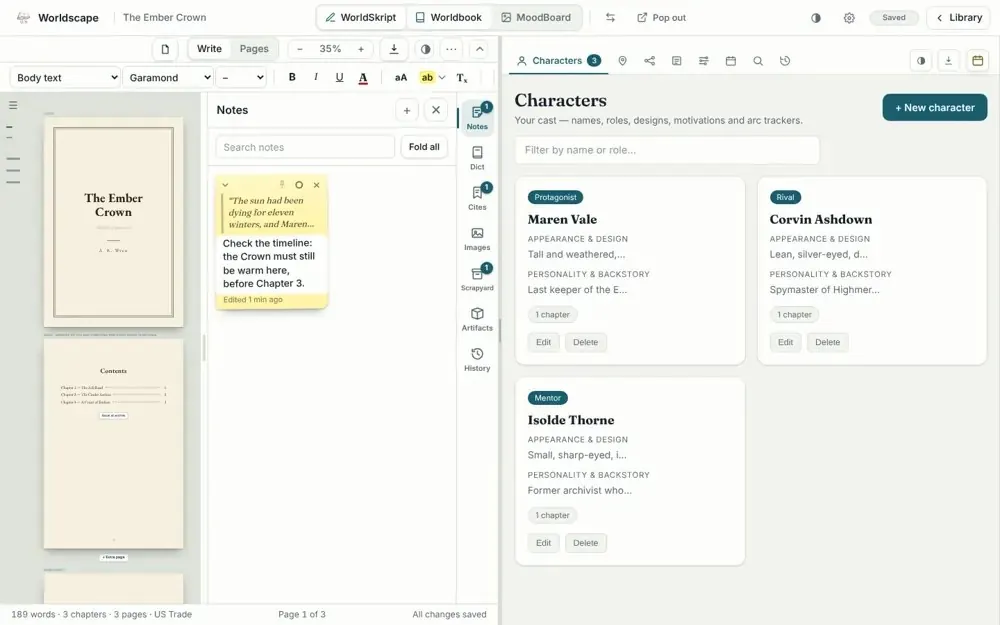 Worldscape
The Ember Crown
WorldSkript
Worldbook
MoodBoard
Pop out
Saved
Library
Write
Pages
− 35% +
Body text
Garamond
–
B I U A aA ab Tx
The Ember
Crown
Contents
+ Extra page
Notes
+
Search notes
Fold all
"The sun had been
dying for eleven
winters, and Maren...
Check the timeline:
the Crown must still
be warm here,
before Chapter 3.
Edited 1 min ago
1
Notes
Dict
1
Cites
Images
1
Scrapyard
Artifacts
History
189 words · 3 chapters · 3 pages · US Trade
Page 1 of 3
All changes saved
Characters 3
Characters
Your cast — names, roles, designs, motivations and arc trackers.
+ New character
Filter by name or role...
Protagonist
Maren Vale
APPEARANCE & DESIGN
Tall and weathered,...
PERSONALITY & BACKSTORY
Last keeper of the E...
1 chapter
Edit
Delete
Rival
Corvin Ashdown
APPEARANCE & DESIGN
Lean, silver-eyed, d...
PERSONALITY & BACKSTORY
Spymaster of Highmer...
1 chapter
Edit
Delete
Mentor
Isolde Thorne
APPEARANCE & DESIGN
Small, sharp-eyed, i...
PERSONALITY & BACKSTORY
Former archivist who...
1 chapter
Edit
Delete